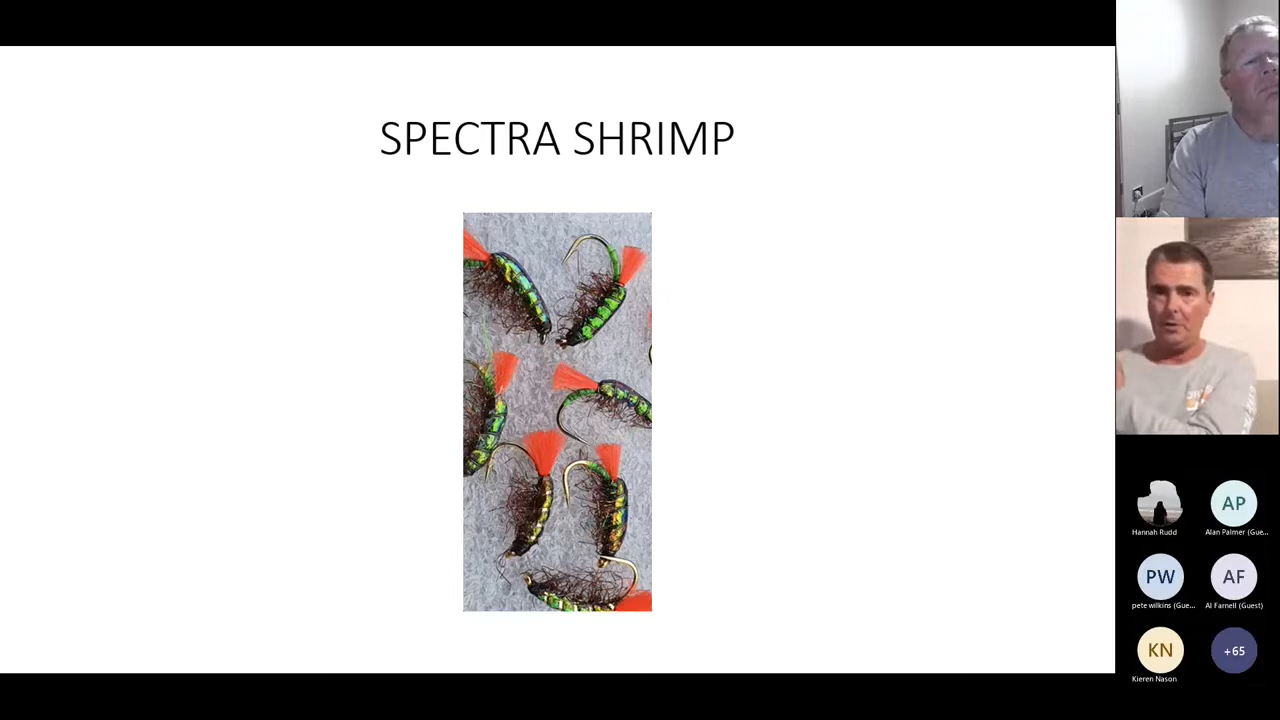 SPECTRA SHRIMP
AP
Hannah Rudd
Alan Palmer (Gue...
PW
AF
pete wilkins (Gue...
Al Farnell (Guest)
KN
+65
Kieren Nason